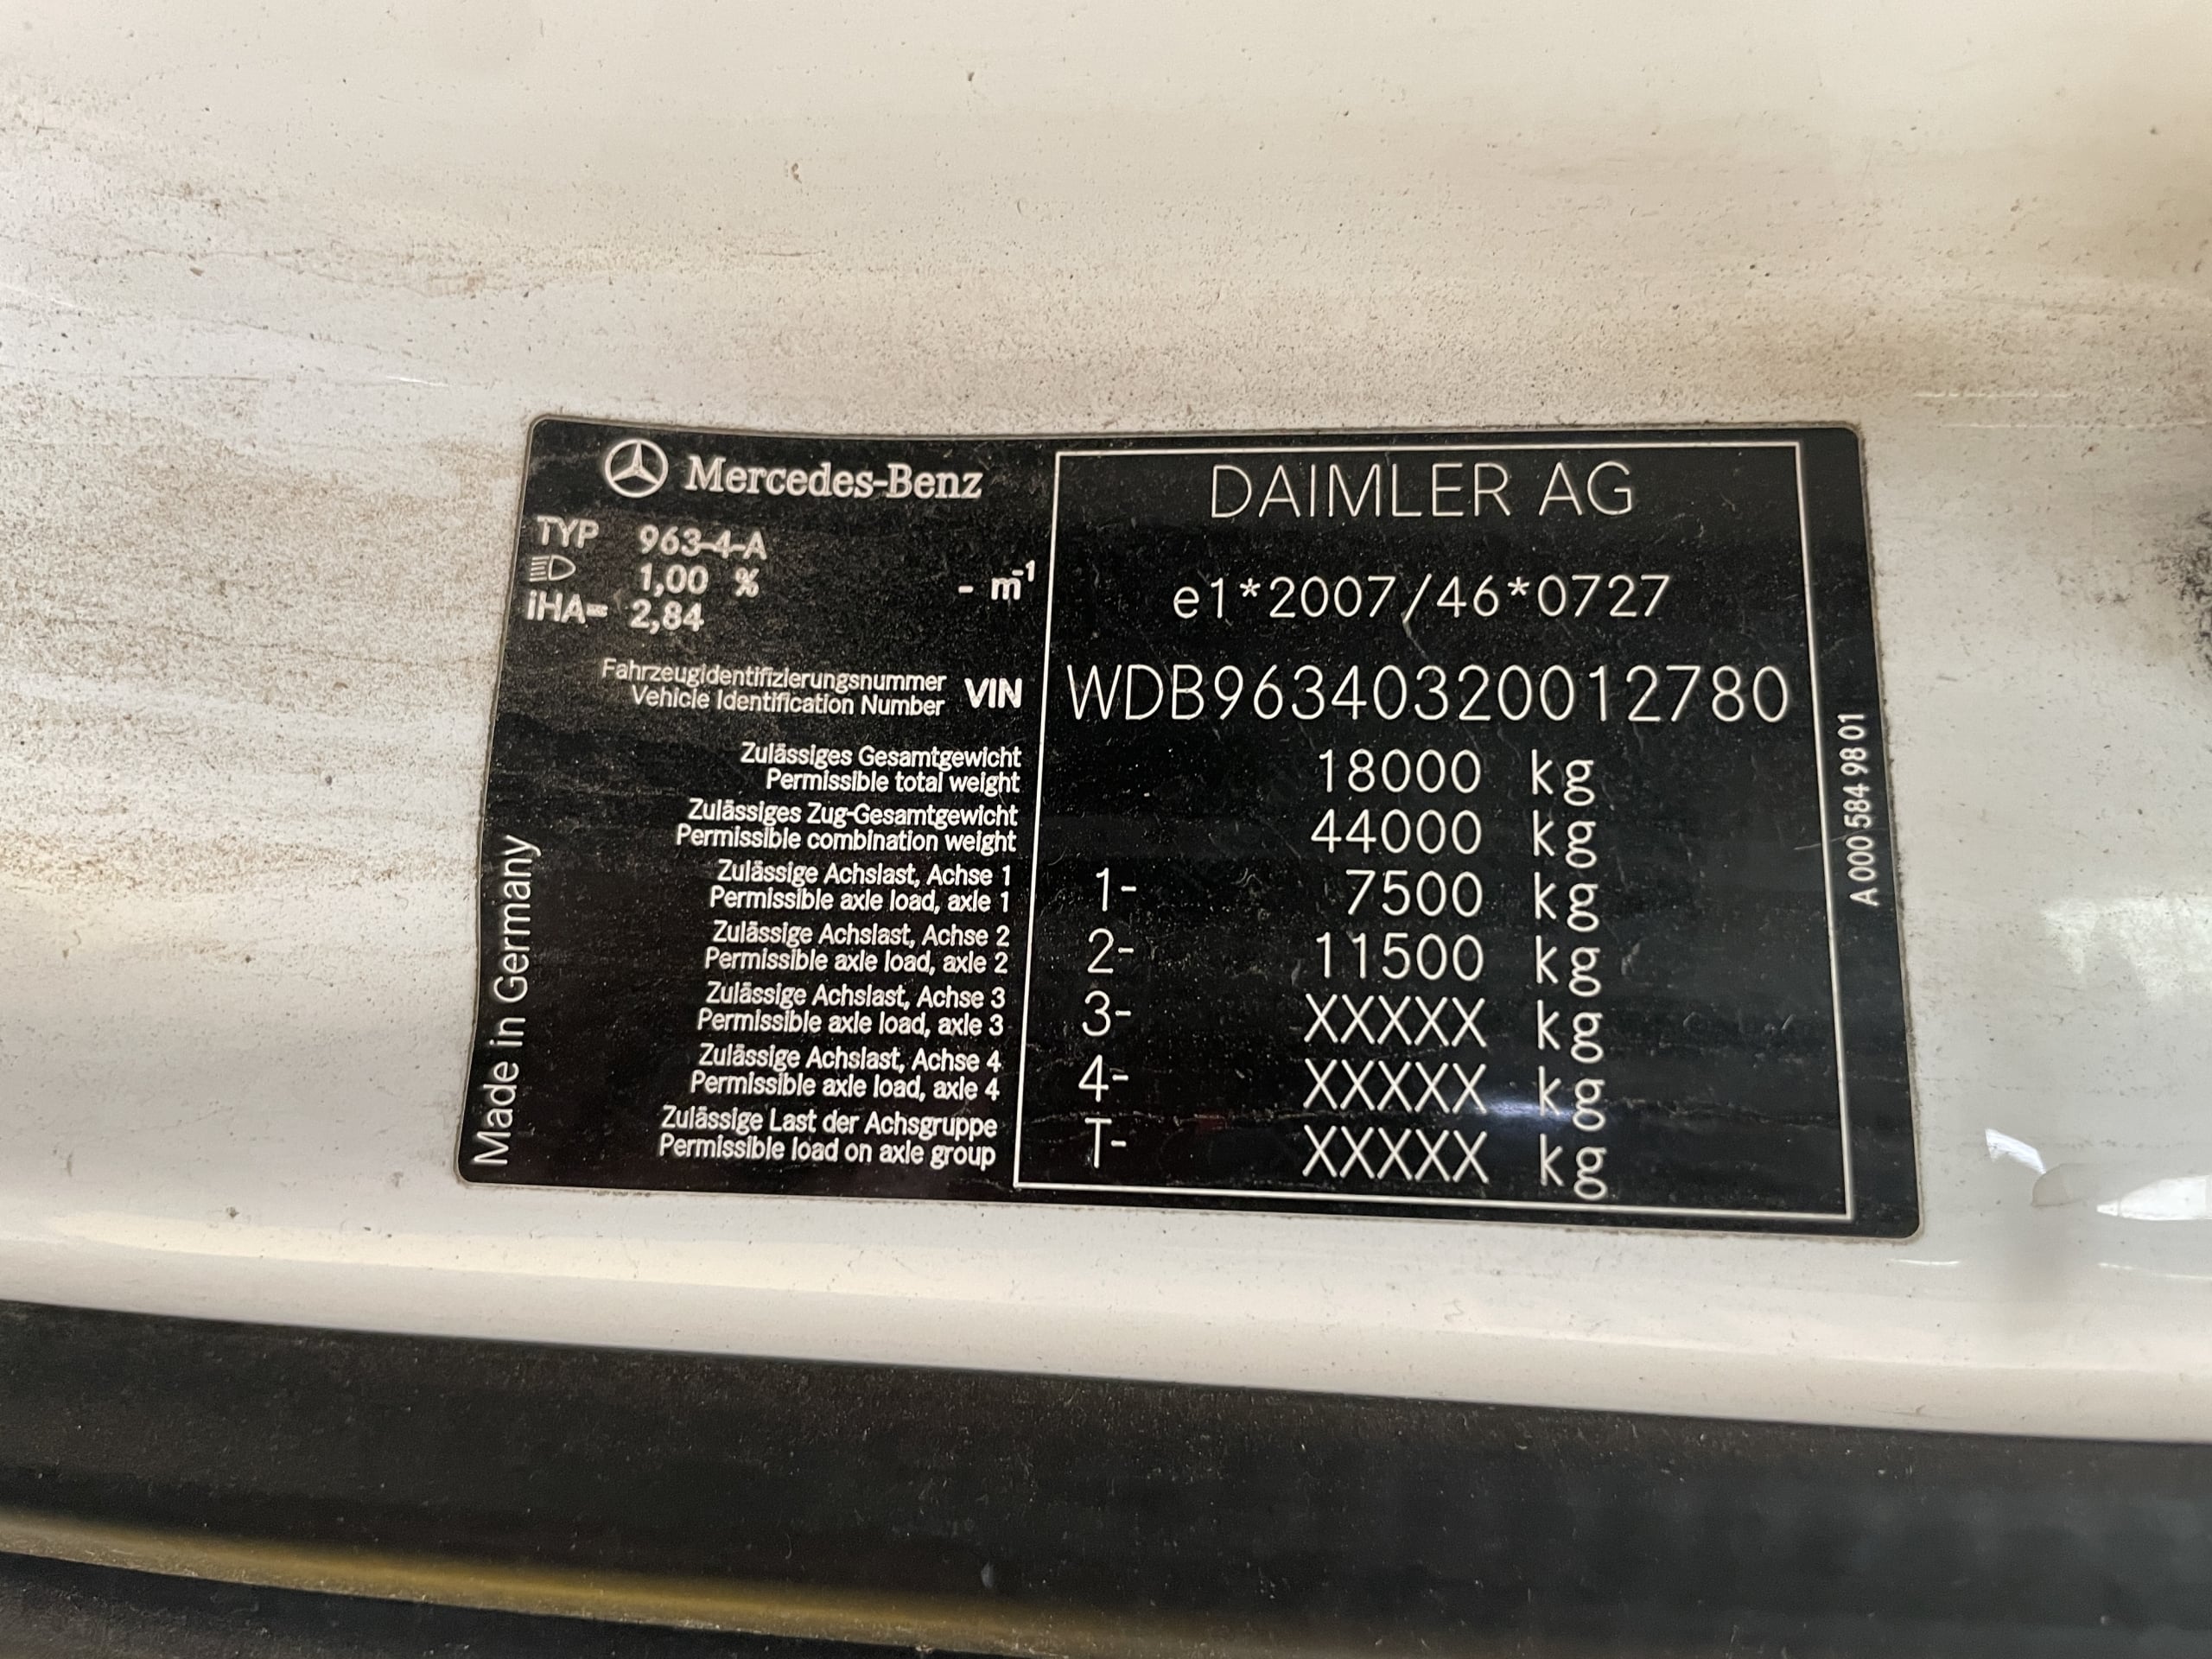 Mercedes-Benz
TYP 963-4-A
1,00 % - m⁻¹
iHA= 2,84
DAIMLER AG
e1*2007/46*0727
Fahrzeugidentifizierungsnummer
Vehicle Identification Number
VIN WDB96340320012780
Zulässiges Gesamtgewicht
Permissible total weight
18000 kg
Zulässiges Zug-Gesamtgewicht
Permissible combination weight
44000 kg
Zulässige Achslast, Achse 1
Permissible axle load, axle 1
1- 7500 kg
Zulässige Achslast, Achse 2
Permissible axle load, axle 2
2- 11500 kg
Zulässige Achslast, Achse 3
Permissible axle load, axle 3
3- XXXXX kg
Zulässige Achslast, Achse 4
Permissible axle load, axle 4
4- XXXXX kg
Zulässige Last der Achsgruppe
Permissible load on axle group
T- XXXXX kg
Made in Germany
A 000 584 98 01